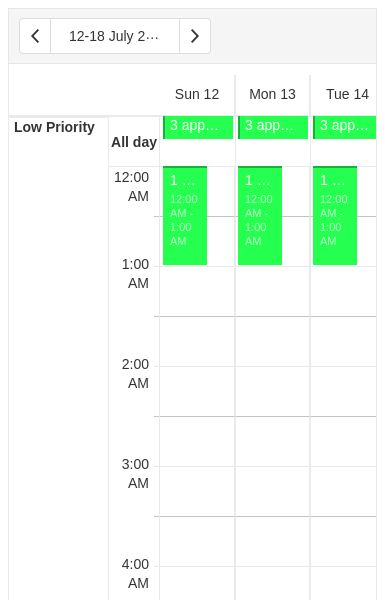 12-18 July 2···
Sun 12 Mon 13 Tue 14
Low Priority
All day
3 app... 3 app... 3 app...
12:00 AM
1 ... 1 ... 1 ...
12:00 AM - 1:00 AM
12:00 AM - 1:00 AM
12:00 AM - 1:00 AM
1:00 AM
2:00 AM
3:00 AM
4:00 AM